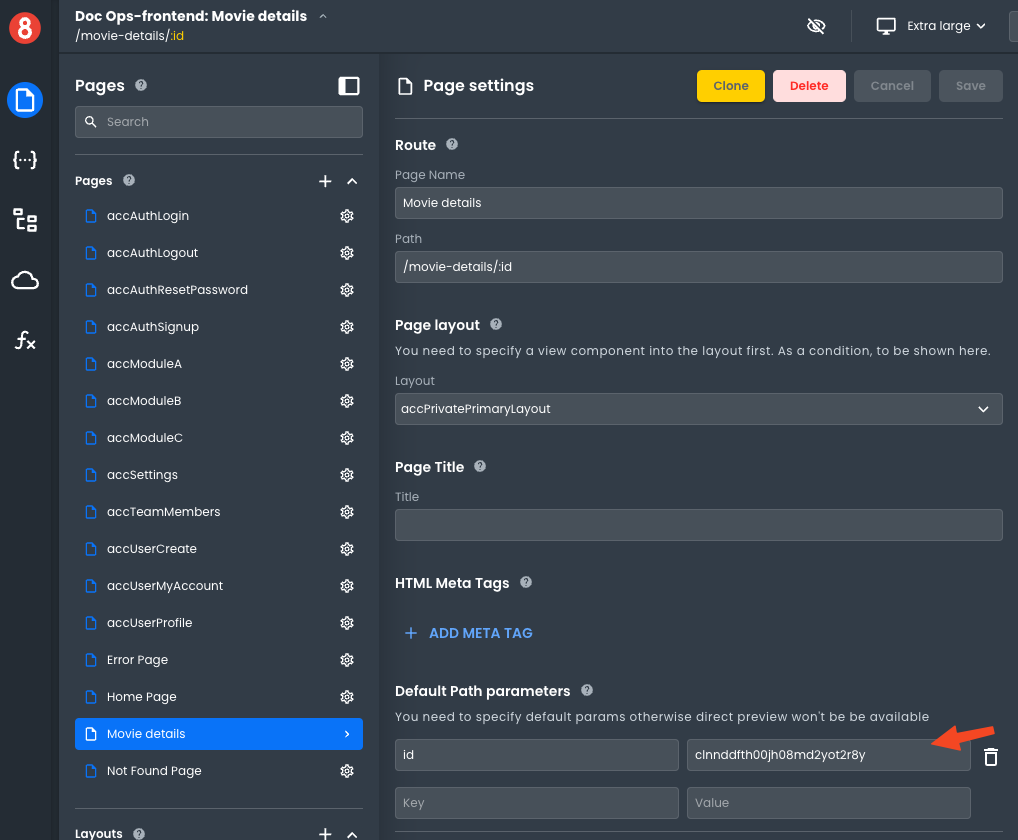 8
Doc Ops-frontend: Movie details
/movie-details/:id
Extra large
Pages
Search
Pages
accAuthLogin
accAuthLogout
accAuthResetPassword
accAuthSignup
accModuleA
accModuleB
accModuleC
accSettings
accTeamMembers
accUserCreate
accUserMyAccount
accUserProfile
Error Page
Home Page
Movie details
Not Found Page
Layouts
Page settings
Clone
Delete
Cancel
Save
Route
Page Name
Movie details
Path
/movie-details/:id
Page layout
You need to specify a view component into the layout first. As a condition, to be shown here.
Layout
accPrivatePrimaryLayout
Page Title
Title
HTML Meta Tags
+ ADD META TAG
Default Path parameters
You need to specify default params otherwise direct preview won't be be available
id clnnddfth00jh08md2yot2r8y
Key Value